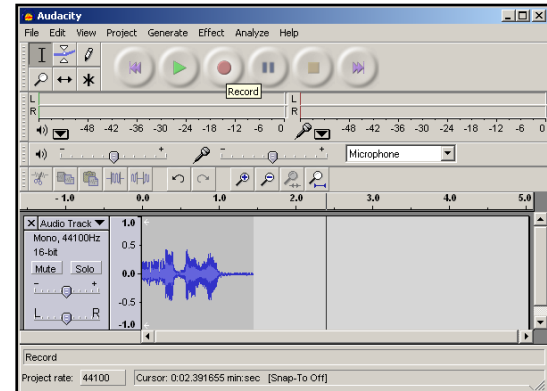 Audacity
File Edit View Project Generate Effect Analyze Help
Record
L
R
-48 -42 -36 -30 -24 -18 -12 -6 0
L
R
-48 -42 -36 -30 -24 -18 -12 -6 0
- + - + Microphone
- 1.0 0.0 1.0 2.0 3.0 4.0 5.0
X Audio Track
Mono, 44100Hz
16-bit
Mute Solo
- +
L R
1.0
0.5
0.0
-0.5
-1.0
Record
Project rate: 44100 Cursor: 0:02.391655 min:sec [Snap-To Off]